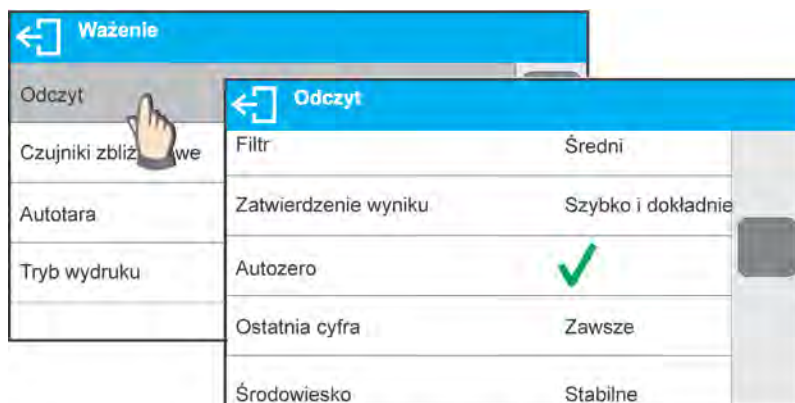 Ważenie
Odczyt
Czujniki zbliż we
Autotara
Tryb wydruku
Odczyt
Filtr Średni
Zatwierdzenie wyniku Szybko i dokładnie
Autozero
Ostatnia cyfra Zawsze
Środowiesko Stabilne